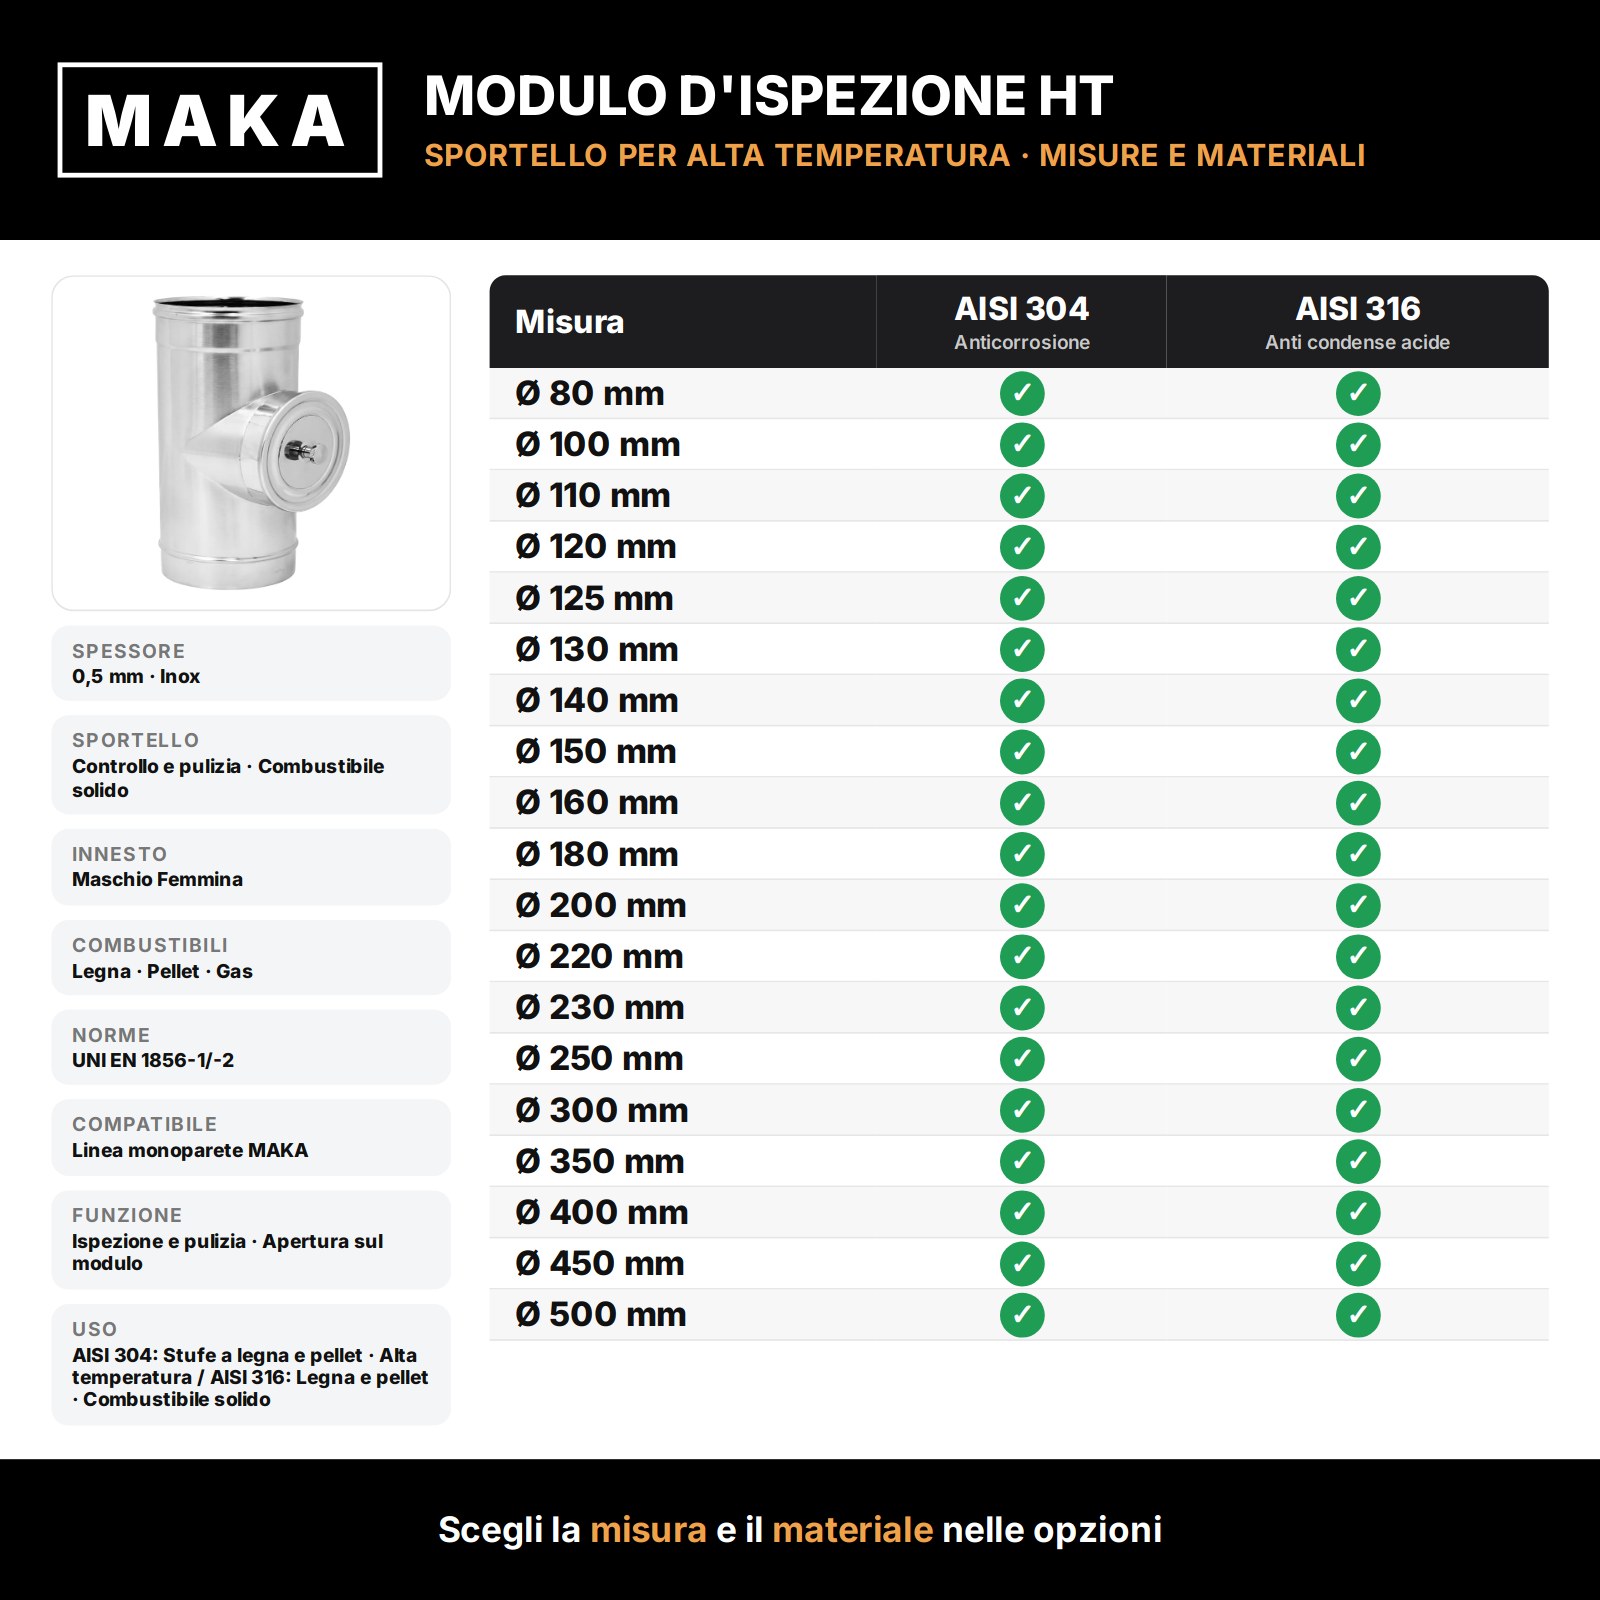 MAKA
MODULO D'ISPEZIONE HT
SPORTELLO PER ALTA TEMPERATURA · MISURE E MATERIALI
SPESSORE
0,5 mm · Inox
SPORTELLO
Controllo e pulizia · Combustibile
solido
INNESTO
Maschio Femmina
COMBUSTIBILI
Legna · Pellet · Gas
NORME
UNI EN 1856-1/-2
COMPATIBILE
Linea monoparete MAKA
FUNZIONE
Ispezione e pulizia · Apertura sul
modulo
USO
AISI 304: Stufe a legna e pellet · Alta
temperatura / AISI 316: Legna e pellet
· Combustibile solido
Misura AISI 304 AISI 316
Anticorrosione Anti condense acide
Ø 80 mm ✓ ✓
Ø 100 mm ✓ ✓
Ø 110 mm ✓ ✓
Ø 120 mm ✓ ✓
Ø 125 mm ✓ ✓
Ø 130 mm ✓ ✓
Ø 140 mm ✓ ✓
Ø 150 mm ✓ ✓
Ø 160 mm ✓ ✓
Ø 180 mm ✓ ✓
Ø 200 mm ✓ ✓
Ø 220 mm ✓ ✓
Ø 230 mm ✓ ✓
Ø 250 mm ✓ ✓
Ø 300 mm ✓ ✓
Ø 350 mm ✓ ✓
Ø 400 mm ✓ ✓
Ø 450 mm ✓ ✓
Ø 500 mm ✓ ✓
Scegli la misura e il materiale nelle opzioni